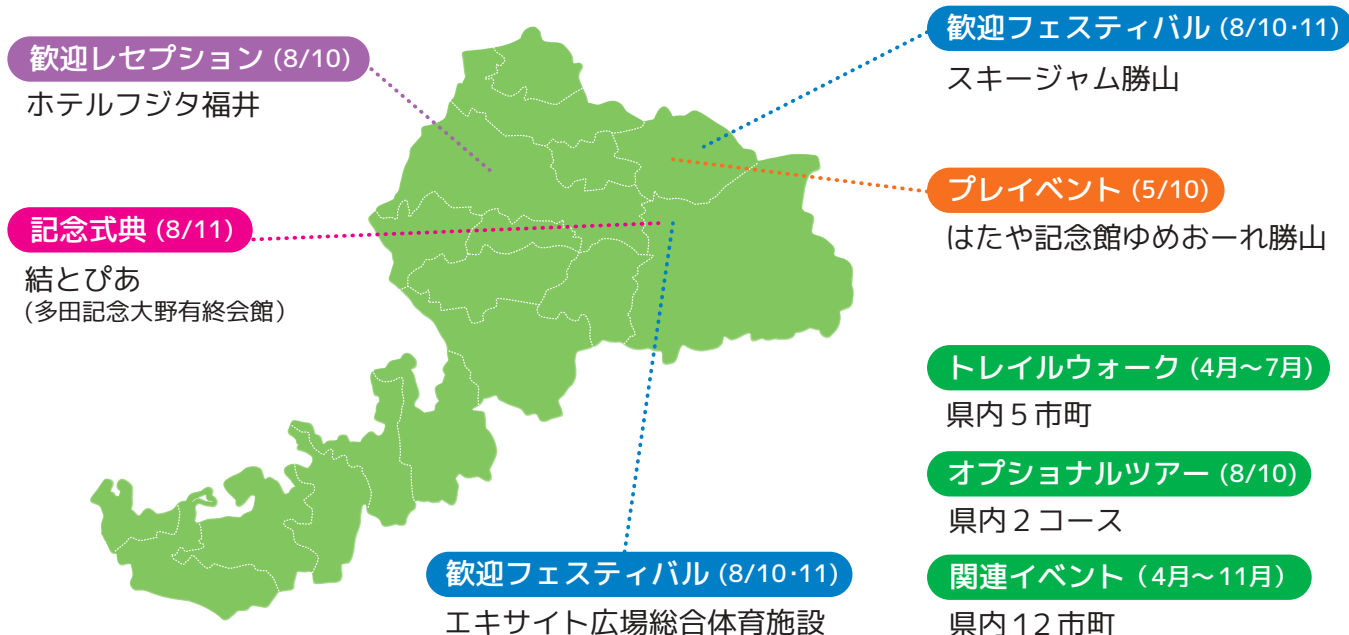 歓迎レセプション (8/10)
ホテルフジタ福井
記念式典 (8/11)
結とぴあ
(多田記念大野有終会館)
歓迎フェスティバル (8/10･11)
スキージャム勝山
プレイベント (5/10)
はたや記念館ゆめおーれ勝山
トレイルウォーク (4月～7月)
県内５市町
オプショナルツアー (8/10)
県内２コース
関連イベント（4月～11月）
県内12市町
歓迎フェスティバル (8/10･11)
エキサイト広場総合体育施設